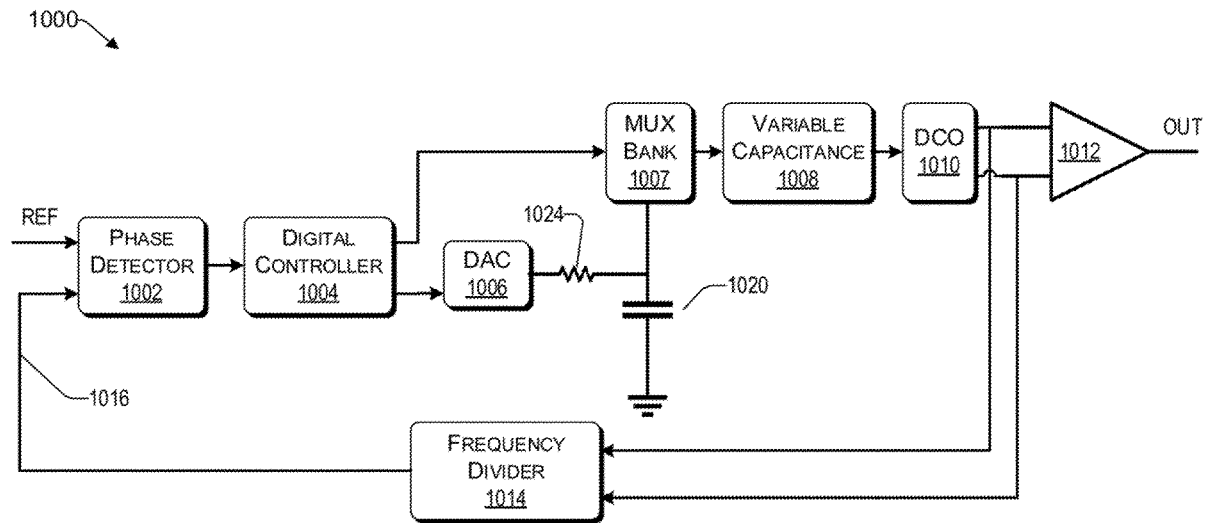 1000
MUX
BANK
1007
VARIABLE
CAPACITANCE
1008
DCO
1010
1012
OUT
REF
PHASE
DETECTOR
1002
DIGITAL
CONTROLLER
1004
DAC
1006
1024
1020
1016
FREQUENCY
DIVIDER
1014